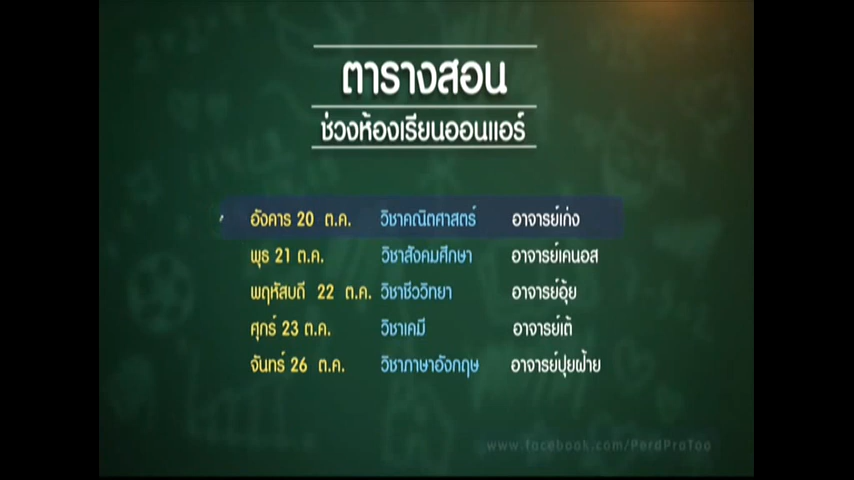 ตารางสอน
ช่วงห้องเรียนออนแอร์
อังคาร 20 ต.ค. วิชาคณิตศาสตร์ อาจารย์เก่ง
พุธ 21 ต.ค. วิชาสังคมศึกษา อาจารย์เคนอส
พฤหัสบดี 22 ต.ค. วิชาชีววิทยา อาจารย์อุ้ย
ศุกร์ 23 ต.ค. วิชาเคมี อาจารย์เต้
จันทร์ 26 ต.ค. วิชาภาษาอังกฤษ อาจารย์ปุยฝ้าย
www.facebook.com/PerdProToo